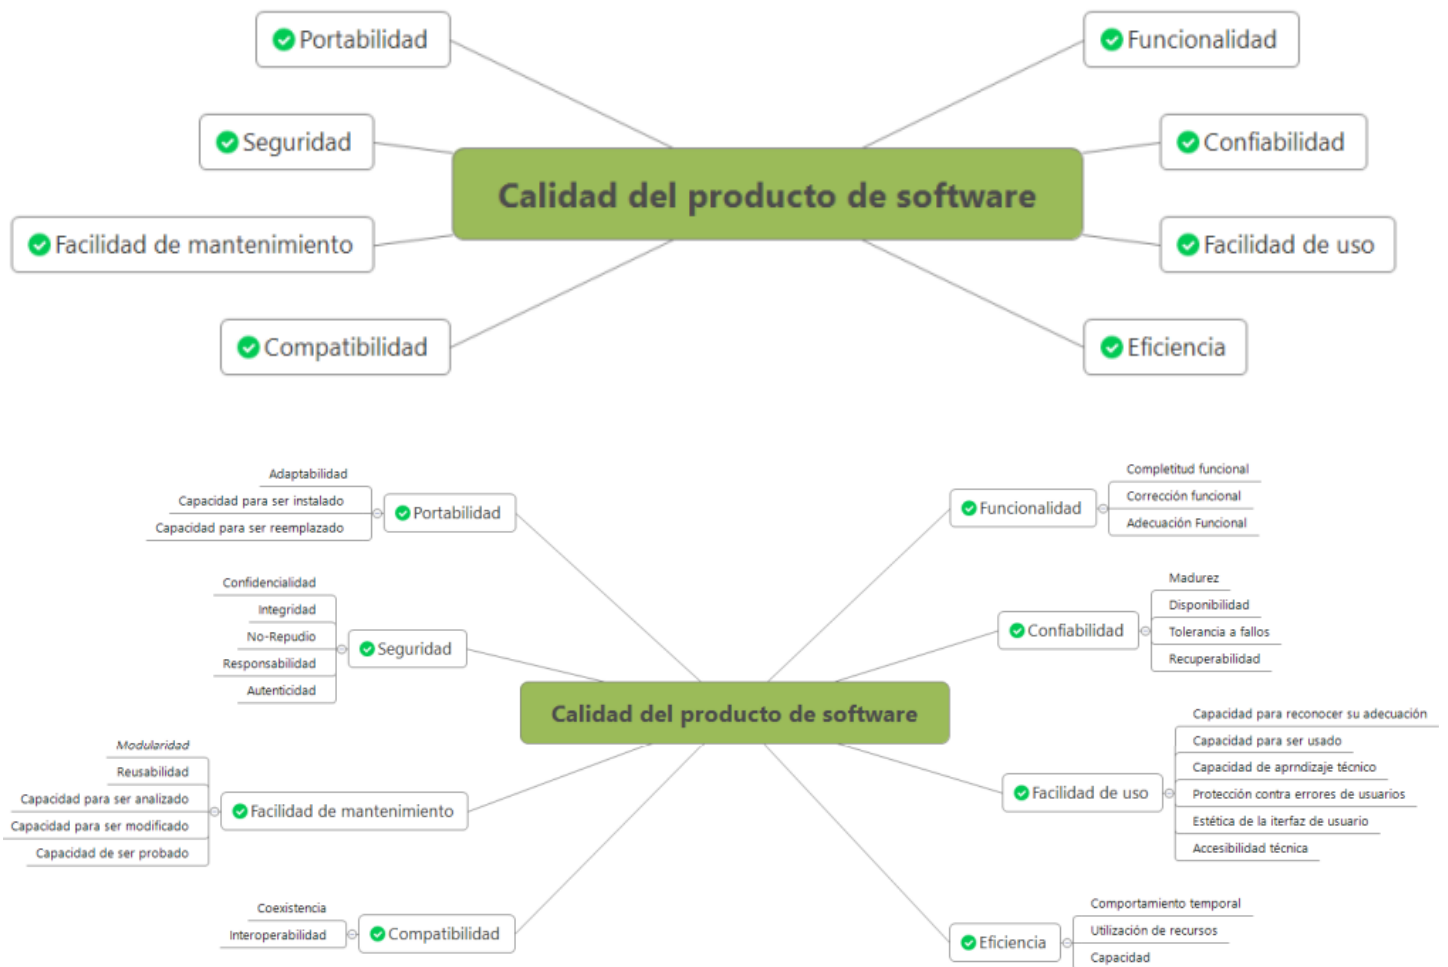 Portabilidad
Funcionalidad
Seguridad
Confiabilidad
Calidad del producto de software
Facilidad de mantenimiento
Facilidad de uso
Compatibilidad
Eficiencia
Adaptabilidad
Capacidad para ser instalado
Capacidad para ser reemplazado
Portabilidad
Completitud funcional
Corrección funcional
Adecuación Funcional
Funcionalidad
Confidencialidad
Integridad
No-Repudio
Responsabilidad
Autenticidad
Seguridad
Madurez
Disponibilidad
Tolerancia a fallos
Recuperabilidad
Confiabilidad
Calidad del producto de software
Modularidad
Reusabilidad
Capacidad para ser analizado
Capacidad para ser modificado
Capacidad de ser probado
Facilidad de mantenimiento
Capacidad para reconocer su adecuación
Capacidad para ser usado
Capacidad de aprndizaje técnico
Protección contra errores de usuarios
Estética de la iterfaz de usuario
Accesibilidad técnica
Facilidad de uso
Coexistencia
Interoperabilidad
Compatibilidad
Comportamiento temporal
Utilización de recursos
Capacidad
Eficiencia